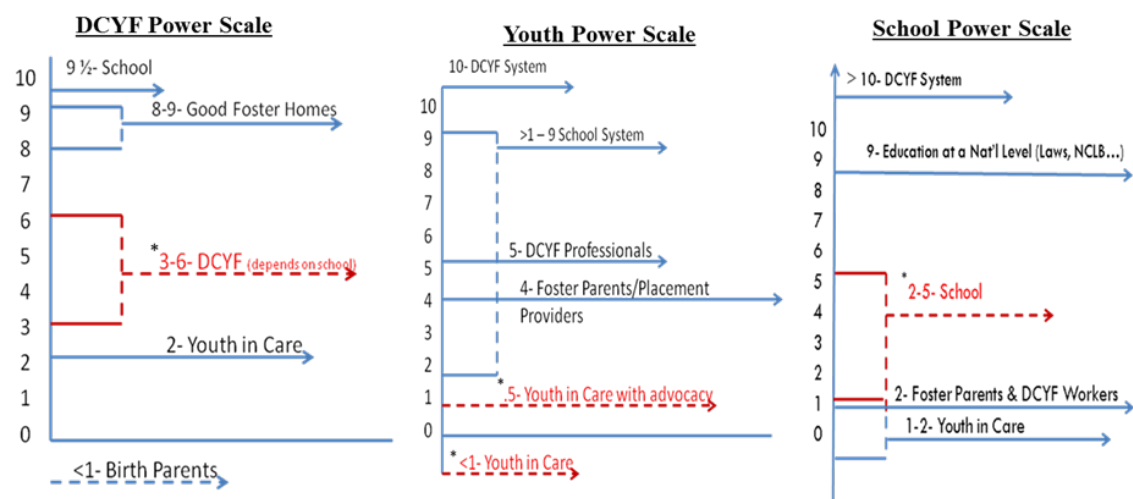 DCYF Power Scale
9 ½- School
10
9
8-9- Good Foster Homes
8
7
6
5
* 3-6- DCYF (depends on school)
4
3
2- Youth in Care
2
1
0
<1- Birth Parents
Youth Power Scale
10- DCYF System
10
9
>1 – 9 School System
8
7
6
5- DCYF Professionals
5
4- Foster Parents/Placement
Providers
4
3
2
* .5- Youth in Care with advocacy
1
0
* <1- Youth in Care
School Power Scale
> 10- DCYF System
10
9
9- Education at a Nat'l Level (Laws, NCLB...)
8
7
6
5
* 2-5- School
4
3
2
2- Foster Parents & DCYF Workers
1
1-2- Youth in Care
0